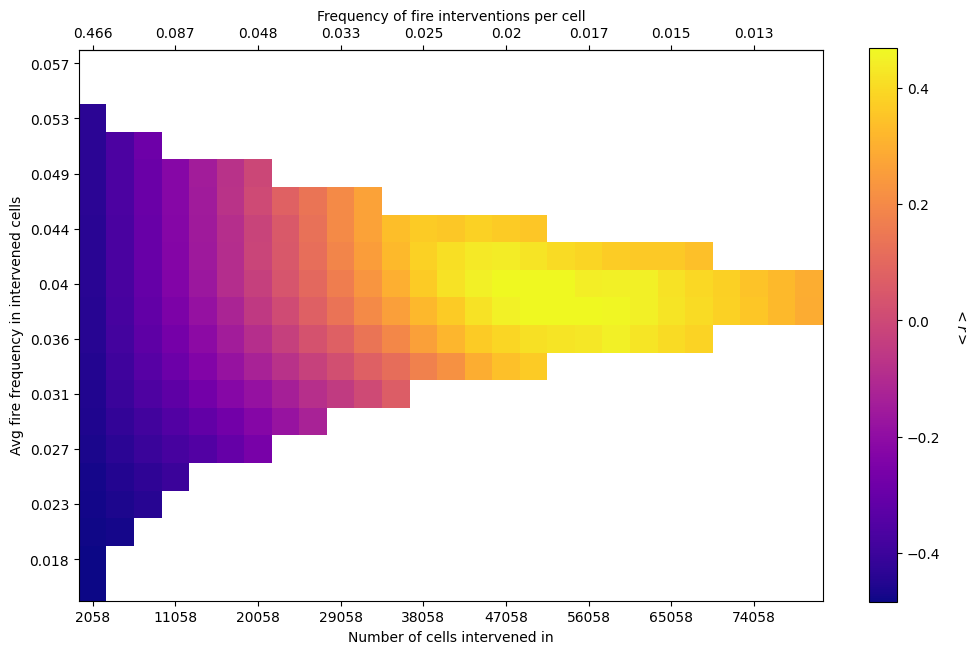 Frequency of fire interventions per cell
0.466 0.087 0.048 0.033 0.025 0.02 0.017 0.015 0.013
Avg fire frequency in intervened cells
0.057
0.053
0.049
0.044
0.04
0.036
0.031
0.027
0.023
0.018
2058 11058 20058 29058 38058 47058 56058 65058 74058
Number of cells intervened in
0.4
0.2
0.0
−0.2
−0.4
< r >